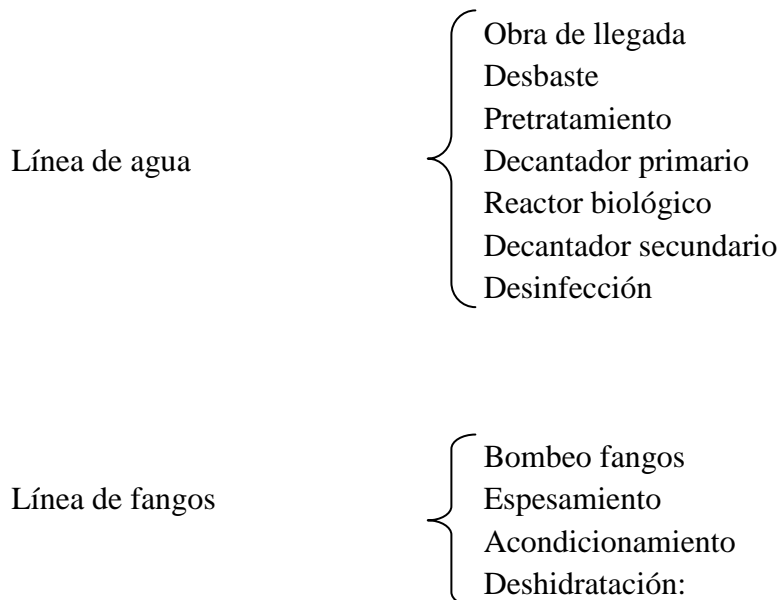 Línea de agua
Obra de llegada
Desbaste
Pretratamiento
Decantador primario
Reactor biológico
Decantador secundario
Desinfección
Línea de fangos
Bombeo fangos
Espesamiento
Acondicionamiento
Deshidratación: